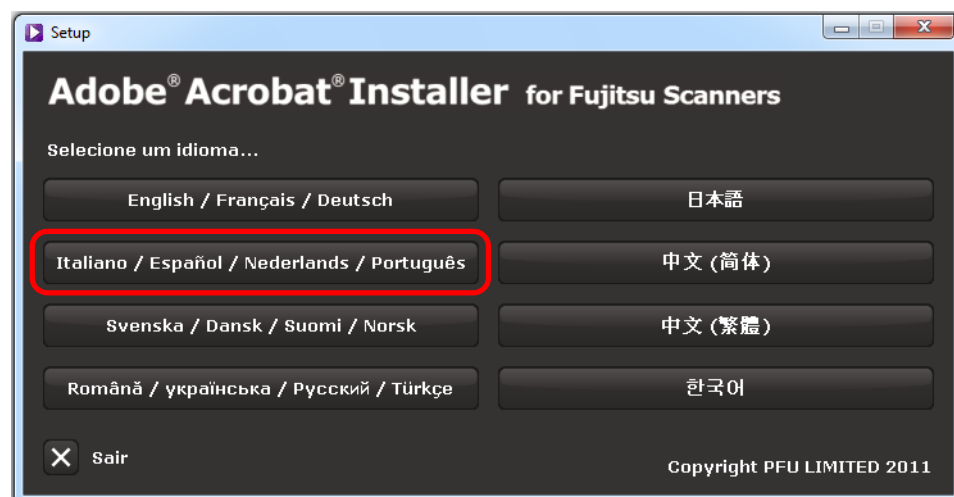 Setup
Adobe® Acrobat® Installer for Fujitsu Scanners
Selecione um idioma...
English / Français / Deutsch
日本語
Italiano / Español / Nederlands / Português
中文 (简体)
Svenska / Dansk / Suomi / Norsk
中文 (繁體)
Română / українська / Русский / Türkçe
한국어
Sair
Copyright PFU LIMITED 2011